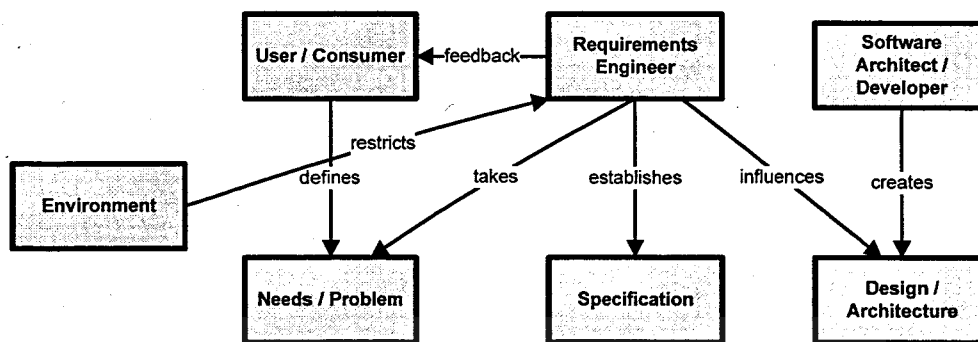 User / Consumer
feedback
Requirements
Engineer
Software
Architect /
Developer
restricts
Environment
defines
takes
establishes
influences
creates
Needs / Problem
Specification
Design /
Architecture